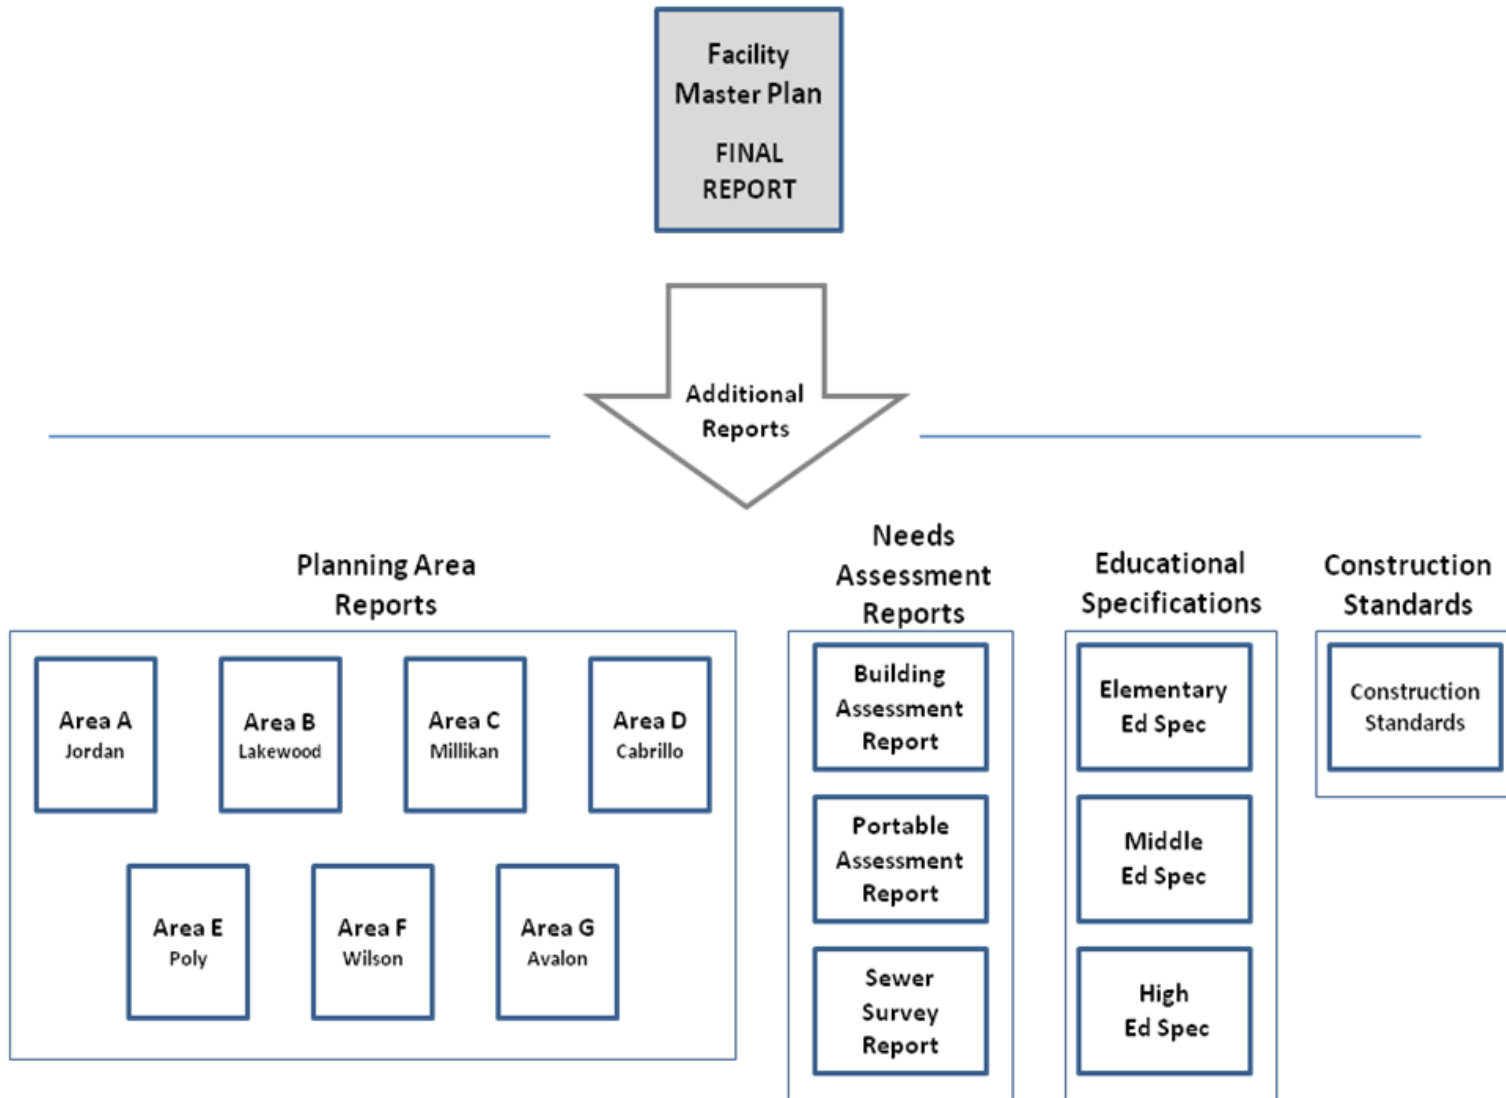 Facility
Master Plan
FINAL
REPORT
Additional
Reports
Planning Area
Reports
Area A
Jordan
Area B
Lakewood
Area C
Millikan
Area D
Cabrillo
Area E
Poly
Area F
Wilson
Area G
Avalon
Needs
Assessment
Reports
Building
Assessment
Report
Portable
Assessment
Report
Sewer
Survey
Report
Educational
Specifications
Elementary
Ed Spec
Middle
Ed Spec
High
Ed Spec
Construction
Standards
Construction
Standards